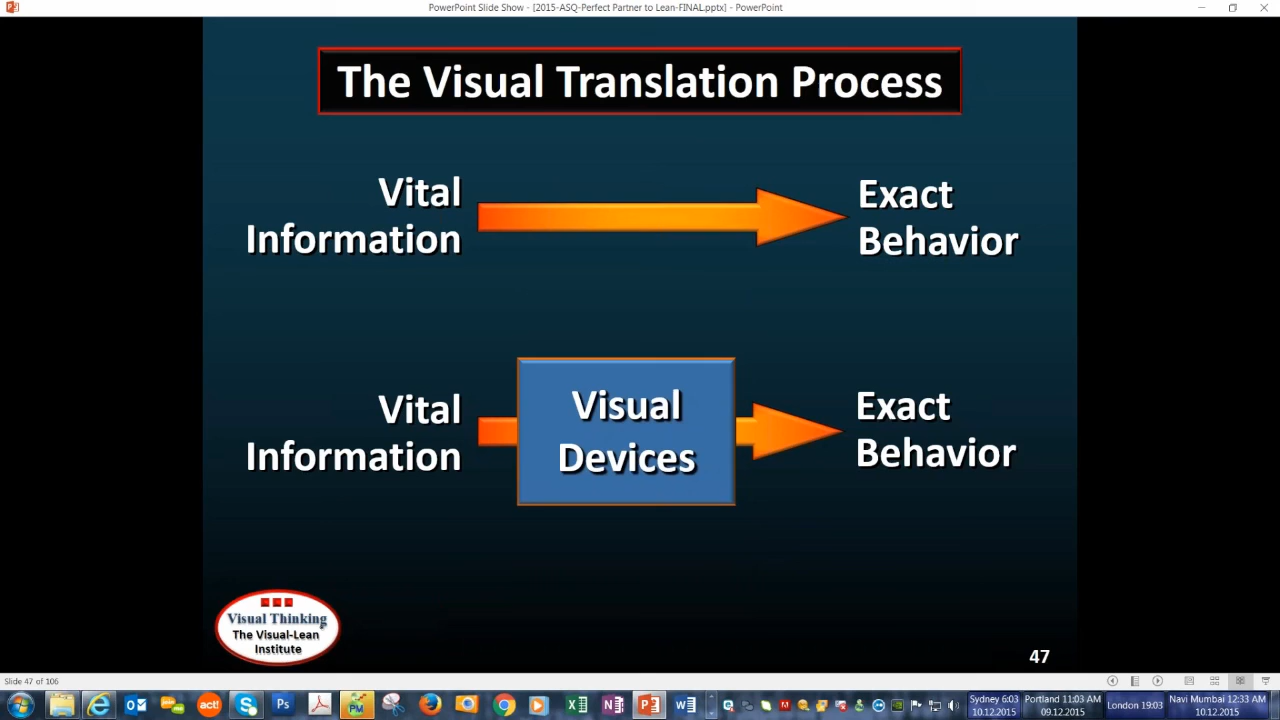 PowerPoint Slide Show - [2015-ASQ-Perfect Partner to Lean-FINAL.pptx] - PowerPoint
The Visual Translation Process
Vital
Information
Exact
Behavior
Vital
Information
Visual
Devices
Exact
Behavior
Visual Thinking
The Visual-Lean
Institute
47
Slide 47 of 106
act!
Ps
PM
Sydney 6:03
10.12.2015
Portland 11:03 AM
09.12.2015
London 19:03
Navi Mumbai 12:33 AM
10.12.2015